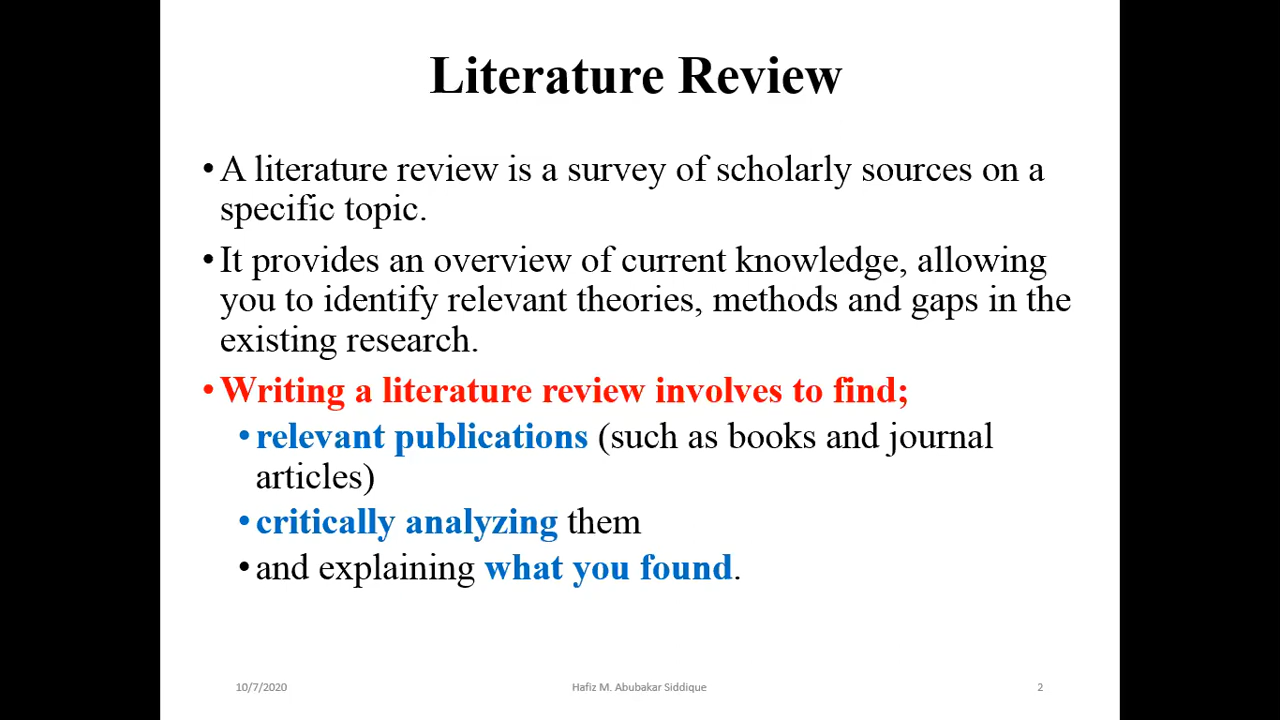 Literature Review
• A literature review is a survey of scholarly sources on a
specific topic.
• It provides an overview of current knowledge, allowing
you to identify relevant theories, methods and gaps in the
existing research.
• Writing a literature review involves to find;
• relevant publications (such as books and journal
articles)
• critically analyzing them
• and explaining what you found.
10/7/2020
Hafiz M. Abubakar Siddique
2